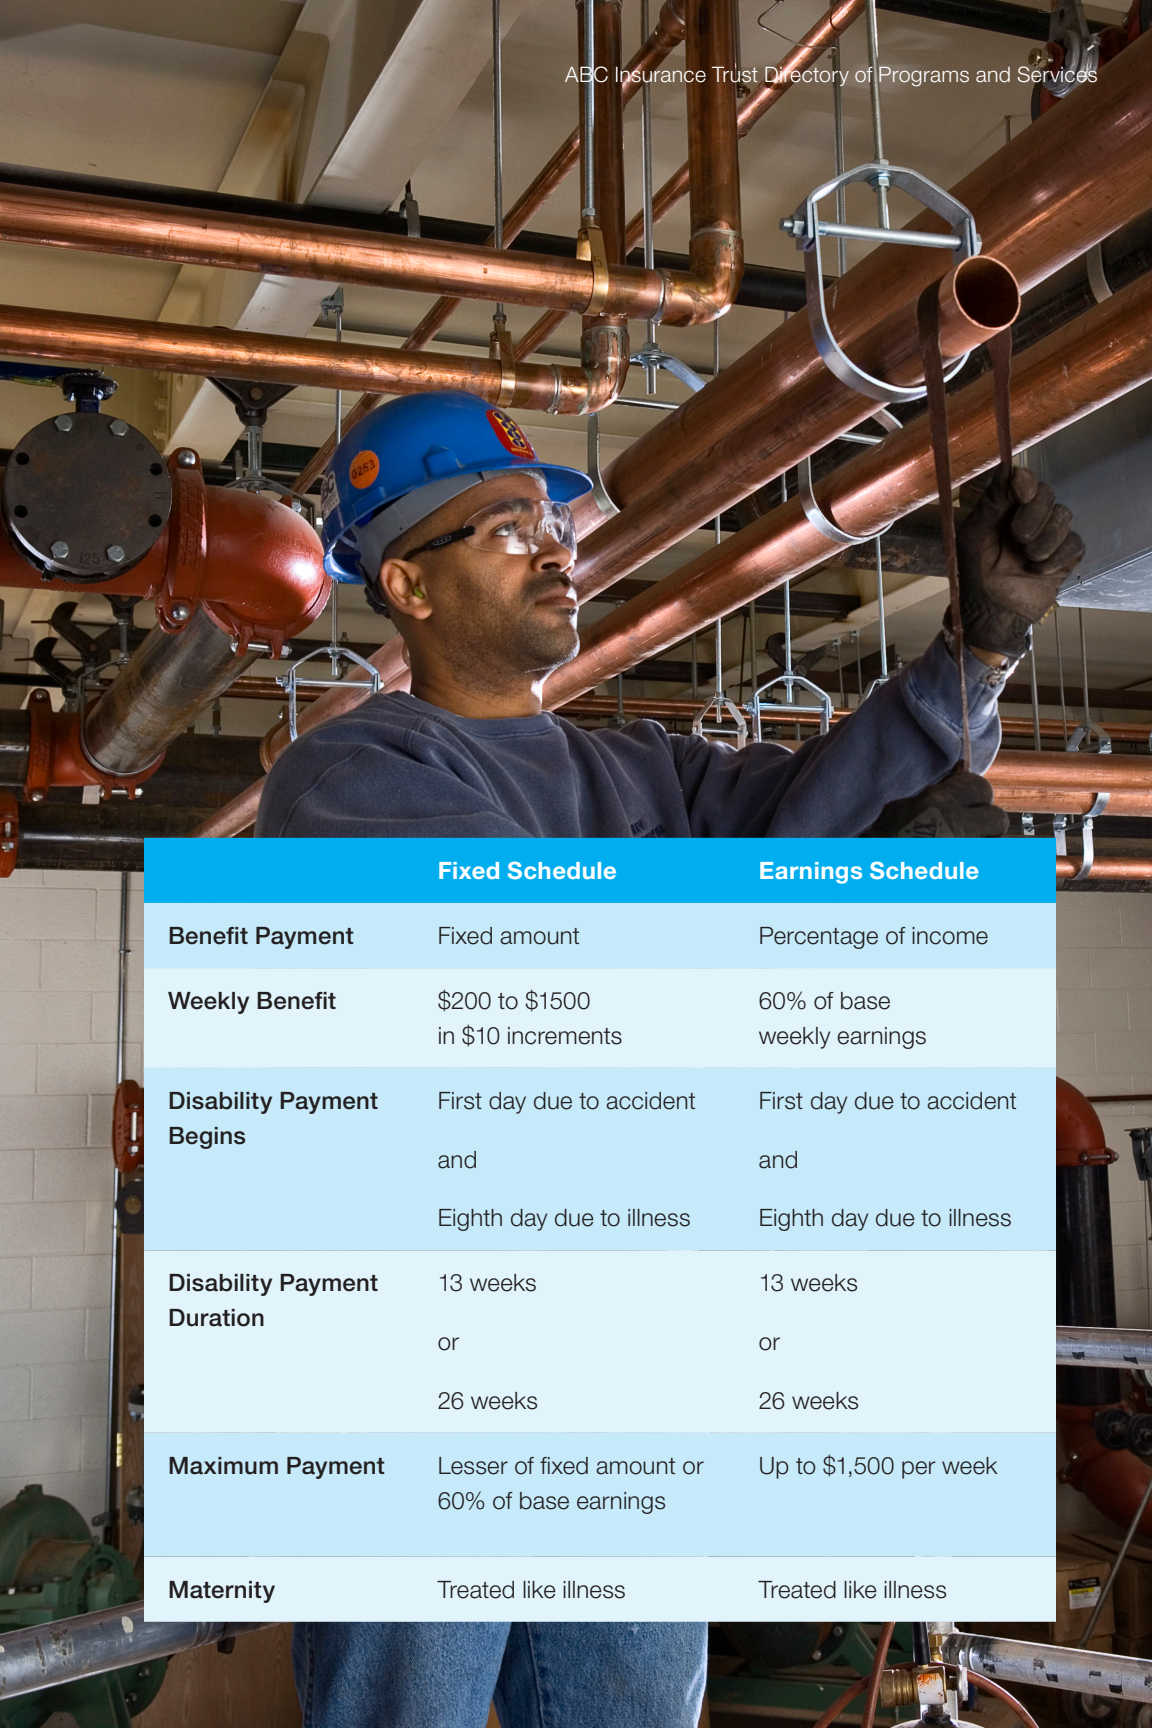 ABC Insurance Trust Directory of Programs and Services
0253
125
Fixed Schedule Earnings Schedule
Benefit Payment Fixed amount Percentage of income
Weekly Benefit $200 to $1500 60% of base
in $10 increments weekly earnings
Disability Payment First day due to accident First day due to accident
Begins
and and
Eighth day due to illness Eighth day due to illness
Disability Payment 13 weeks 13 weeks
Duration
or or
26 weeks 26 weeks
Maximum Payment Lesser of fixed amount or Up to $1,500 per week
60% of base earnings
Maternity Treated like illness Treated like illness